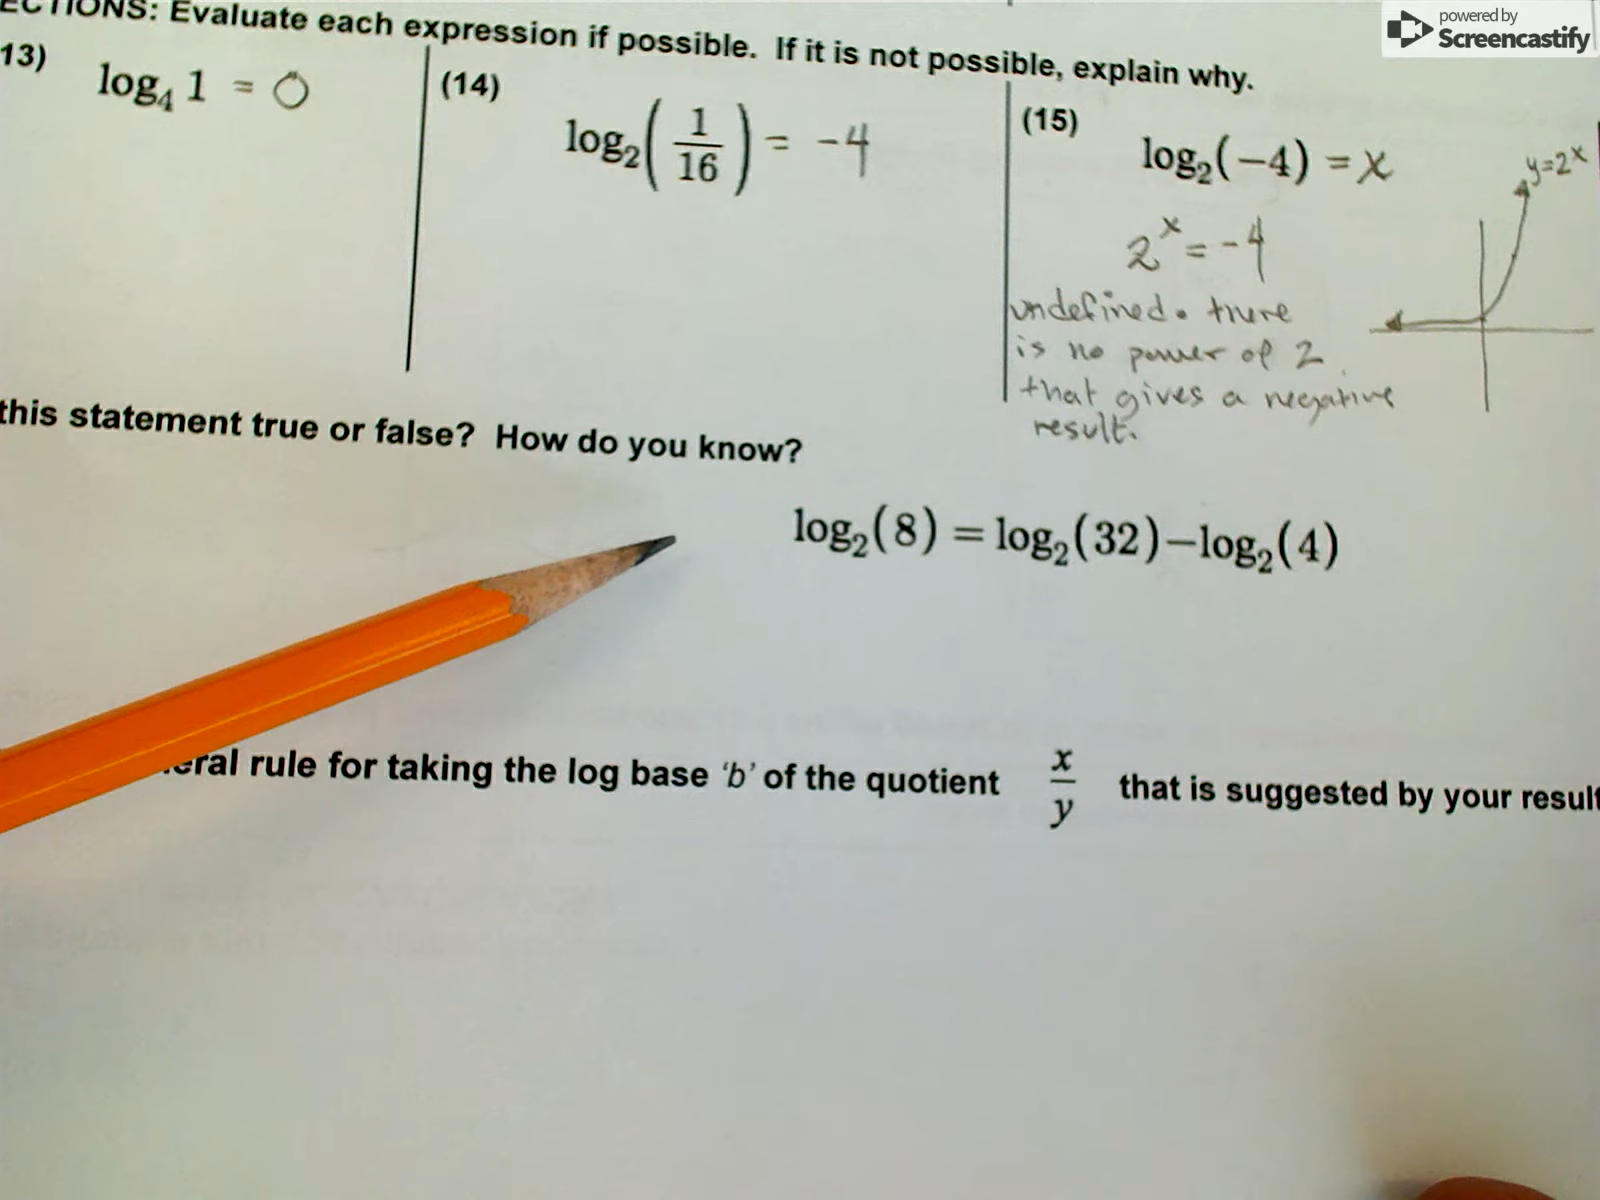 ECTIONS: Evaluate each expression if possible. If it is not possible, explain why.
powered by
Screencastify
13)
log₄ 1 = 0
(14)
log₂(1/16) = -4
(15)
log₂(−4) = x
y=2ˣ
2ˣ = -4
undefined. there
is no power of 2
that gives a negative
result.
this statement true or false? How do you know?
log₂(8) = log₂(32)−log₂(4)
eral rule for taking the log base 'b' of the quotient x/y that is suggested by your result